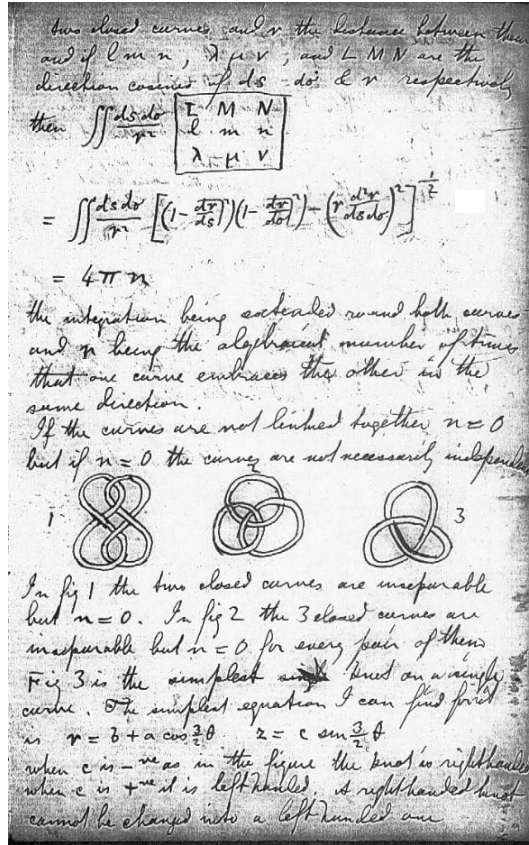 two closed curves and r the distance between them
and if l m n, λ μ ν, and L M N are the
direction cosines of ds dσ & r respectively
then ∬ ds dσ / r² | L M N |
| l m n |
| λ μ ν |
= ∬ ds dσ / r² [(1 - dr/ds|²)(1 - dr/dσ|²) - (r d²r/ds dσ)²]^1/2
= 4 π n
the integration being extended round both curves
and n being the algebraical number of times
that one curve embraces the other in the
same direction.
If the curves are not linked together n = 0
but if n = 0 the curves are not necessarily independent
1 2 3
In fig 1 the two closed curves are inseparable
but n = 0. In fig 2 the 3 closed curves are
inseparable but n = 0 for every pair of them
Fig 3 is the simplest knot on a single
curve. The simplest equation I can find for it
is r = b + a cos 3/2 θ z = c sin 3/2 θ
when c is -ve as in the figure the knot is righthanded
when c is +ve it is left handed. A righthanded knot
cannot be changed into a left handed one